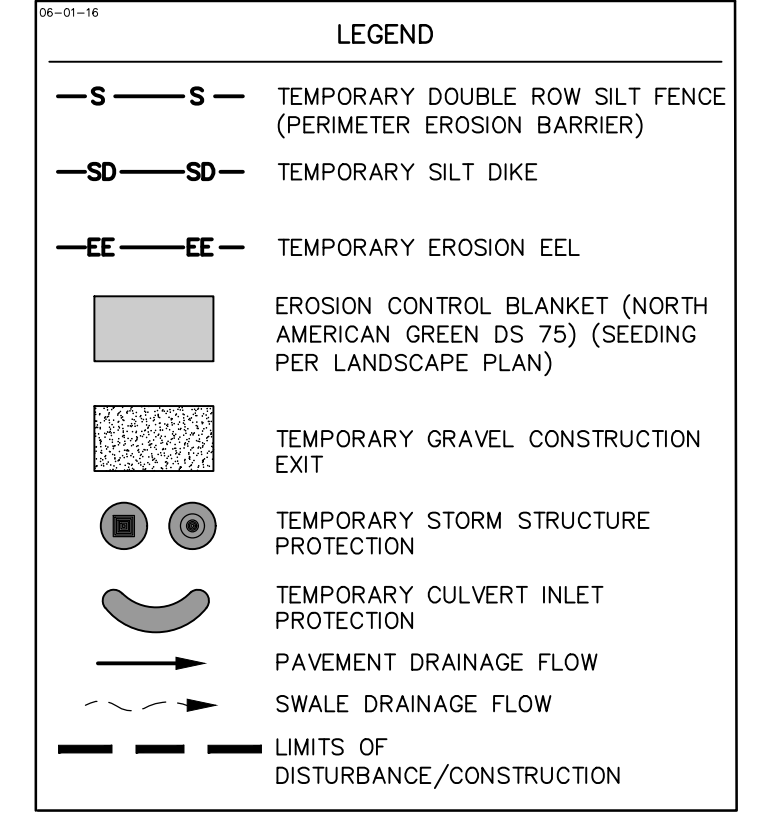 06-01-16
LEGEND
S S TEMPORARY DOUBLE ROW SILT FENCE
(PERIMETER EROSION BARRIER)
SD SD TEMPORARY SILT DIKE
EE EE TEMPORARY EROSION EEL
EROSION CONTROL BLANKET (NORTH
AMERICAN GREEN DS 75) (SEEDING
PER LANDSCAPE PLAN)
TEMPORARY GRAVEL CONSTRUCTION
EXIT
TEMPORARY STORM STRUCTURE
PROTECTION
TEMPORARY CULVERT INLET
PROTECTION
PAVEMENT DRAINAGE FLOW
SWALE DRAINAGE FLOW
LIMITS OF
DISTURBANCE/CONSTRUCTION